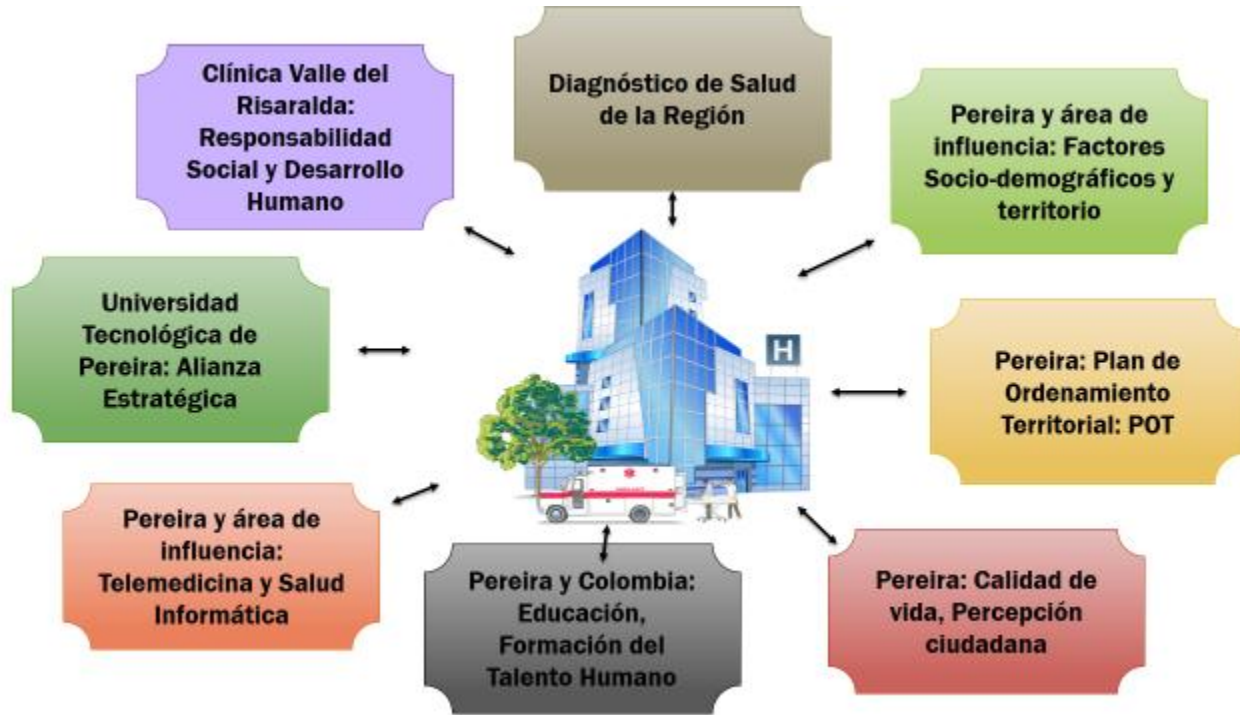 Clínica Valle del
Risaralda:
Responsabilidad
Social y Desarrollo
Humano
Diagnóstico de Salud
de la Región
Pereira y área de
influencia: Factores
Socio-demográficos y
territorio
Universidad
Tecnológica de
Pereira: Alianza
Estratégica
H
Pereira: Plan de
Ordenamiento
Territorial: POT
Pereira y área de
influencia:
Telemedicina y Salud
Informática
Pereira y Colombia:
Educación,
Formación del
Talento Humano
Pereira: Calidad de
vida, Percepción
ciudadana